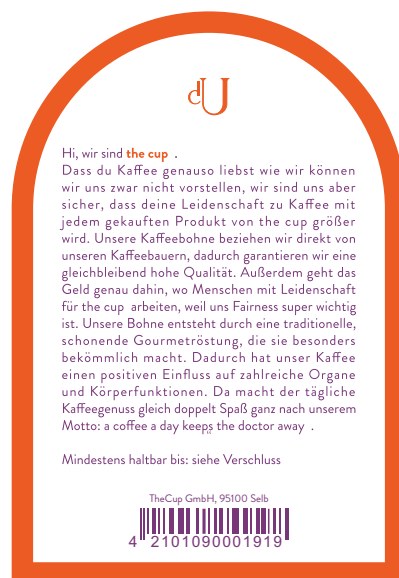 cU
Hi, wir sind the cup .
Dass du Kaffee genauso liebst wie wir können
wir uns zwar nicht vorstellen, wir sind uns aber
sicher, dass deine Leidenschaft zu Kaffee mit
jedem gekauften Produkt von the cup größer
wird. Unsere Kaffeebohne beziehen wir direkt von
unseren Kaffeebauern, dadurch garantieren wir eine
gleichbleibend hohe Qualität. Außerdem geht das
Geld genau dahin, wo Menschen mit Leidenschaft
für the cup arbeiten, weil uns Fairness super wichtig
ist. Unsere Bohne entsteht durch eine traditionelle,
schonende Gourmetröstung, die sie besonders
bekömmlich macht. Dadurch hat unser Kaffee
einen positiven Einfluss auf zahlreiche Organe
und Körperfunktionen. Da macht der tägliche
Kaffeegenuss gleich doppelt Spaß ganz nach unserem
Motto: a coffee a day keeps the doctor away .
Mindestens haltbar bis: siehe Verschluss
TheCup GmbH, 95100 Selb
4 2101090001919